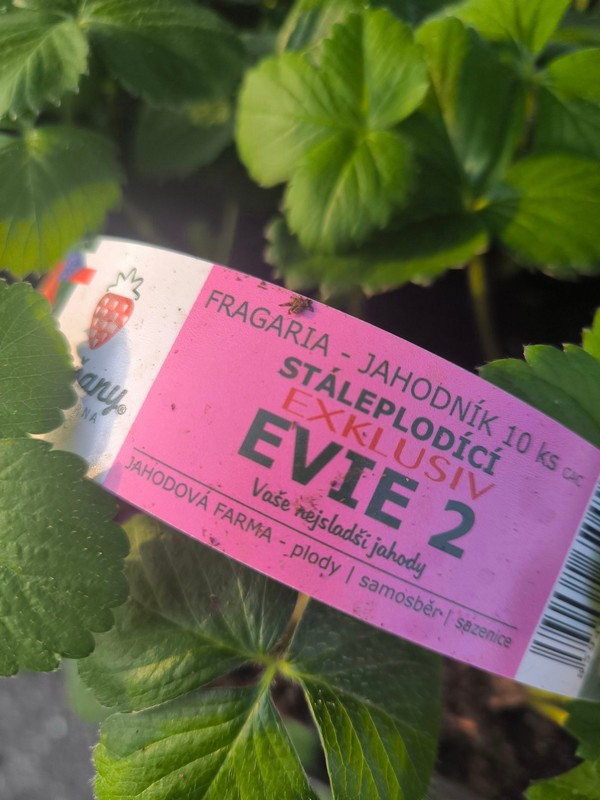 FRAGARIA - JAHODNÍK 10 ks
STÁLEPLODÍCÍ
EXKLUSIV
EVIE 2
Vaše nejsladší jahody
JAHODOVÁ FARMA - plody | samosběr | sazenice